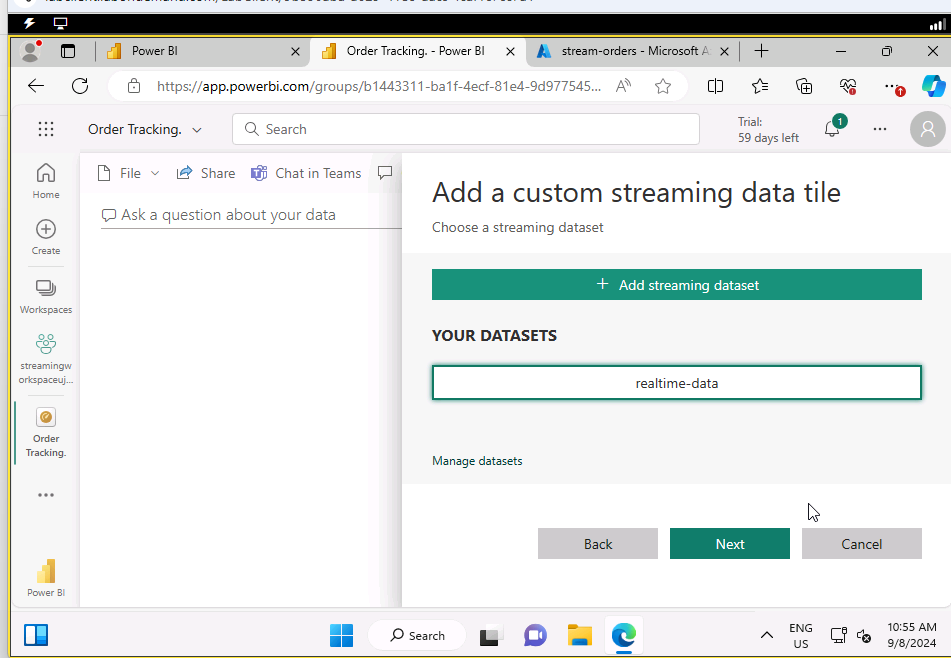 Power BI
Order Tracking. - Power BI
stream-orders - Microsoft A
https://app.powerbi.com/groups/b1443311-ba1f-4ecf-81e4-9d977545...
Order Tracking.
Search
Trial:
59 days left
1
Home
Create
Workspaces
streamingw
orkspaceuj...
Order
Tracking.
Power BI
File
Share
Chat in Teams
Ask a question about your data
Add a custom streaming data tile
Choose a streaming dataset
+ Add streaming dataset
YOUR DATASETS
realtime-data
Manage datasets
Back
Next
Cancel
Search
ENG
US
10:55 AM
9/8/2024